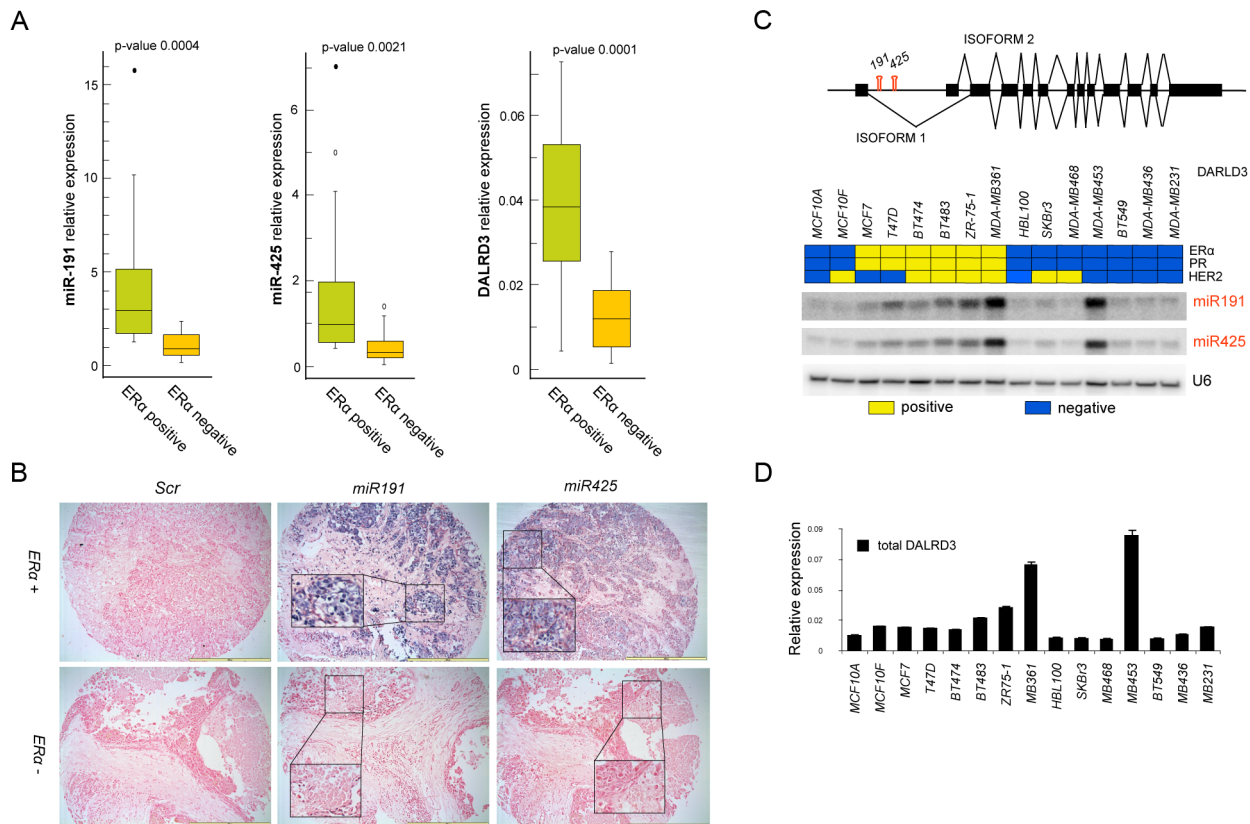 A
p-value 0.0004
p-value 0.0021
p-value 0.0001
miR-191 relative expression
15
10
5
0
miR-425 relative expression
7
6
4
2
0
DALRD3 relative expression
0.06
0.04
0.02
0
ERα positive
ERα negative
ERα positive
ERα negative
ERα positive
ERα negative
B
Scr
miR191
miR425
ERα +
ERα -
C
ISOFORM 2
191
425
ISOFORM 1
DARLD3
MCF10A
MCF10F
MCF7
T47D
BT474
BT483
ZR-75-1
MDA-MB361
HBL100
SKBr3
MDA-MB468
MDA-MB453
BT549
MDA-MB436
MDA-MB231
ERα
PR
HER2
miR191
miR425
U6
positive
negative
D
Relative expression
0.09
0.07
0.02
0
total DALRD3
MCF10A
MCF10F
MCF7
T47D
BT474
BT483
ZR75-1
MB361
HBL100
SKBr3
MB468
MB453
BT549
MB436
MB231